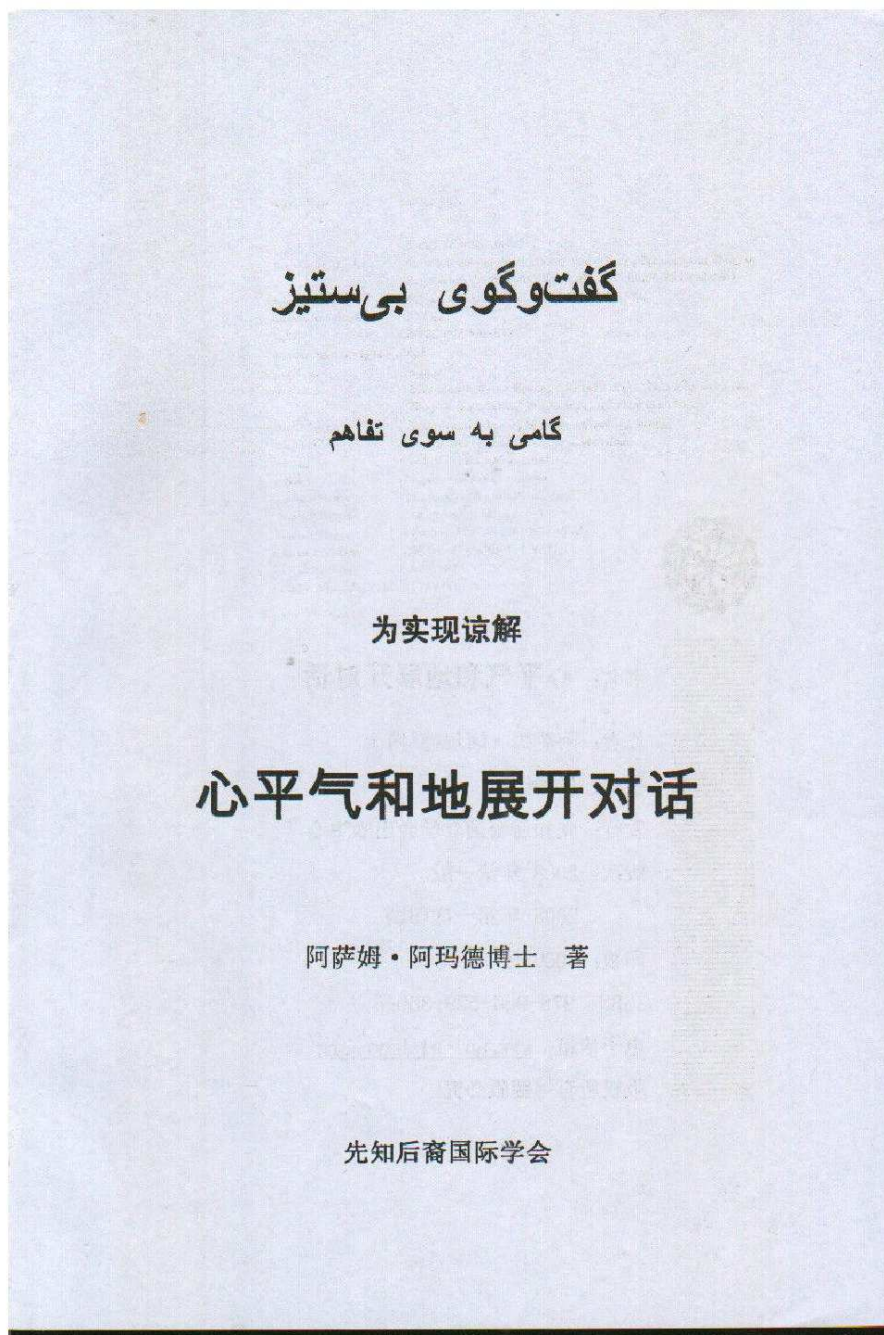 گفت‌وگوی بی‌ستیز
گامی به سوی تفاهم
为实现谅解
心平气和地展开对话
阿萨姆·阿玛德博士 著
先知后裔国际学会